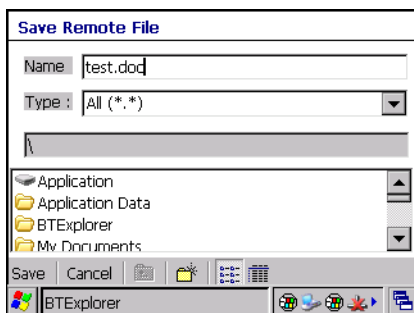 Save Remote File
Name test.doc
Type : All (*.*)
\
Application
Application Data
BTExplorer
My Documents
Save Cancel
BTExplorer